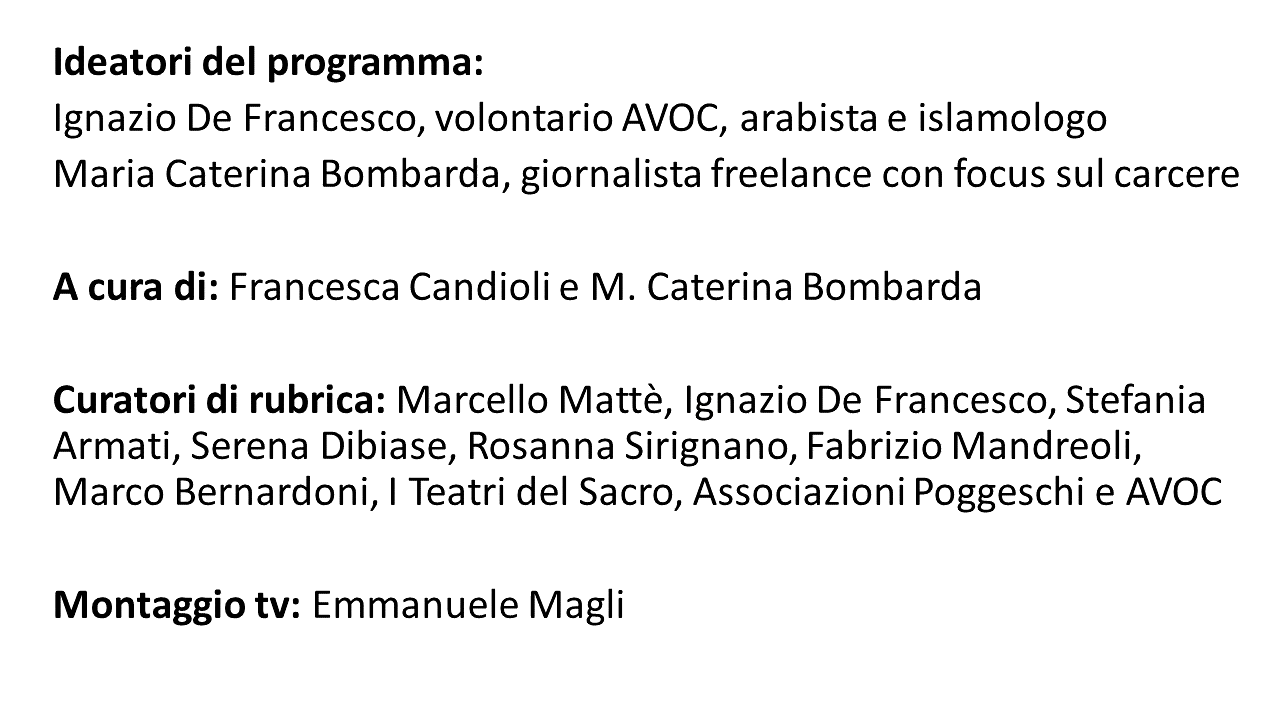 Ideatori del programma:
Ignazio De Francesco, volontario AVOC, arabista e islamologo
Maria Caterina Bombarda, giornalista freelance con focus sul carcere
A cura di: Francesca Candioli e M. Caterina Bombarda
Curatori di rubrica: Marcello Mattè, Ignazio De Francesco, Stefania
Armati, Serena Dibiase, Rosanna Sirignano, Fabrizio Mandreoli,
Marco Bernardoni, I Teatri del Sacro, Associazioni Poggeschi e AVOC
Montaggio tv: Emmanuele Magli